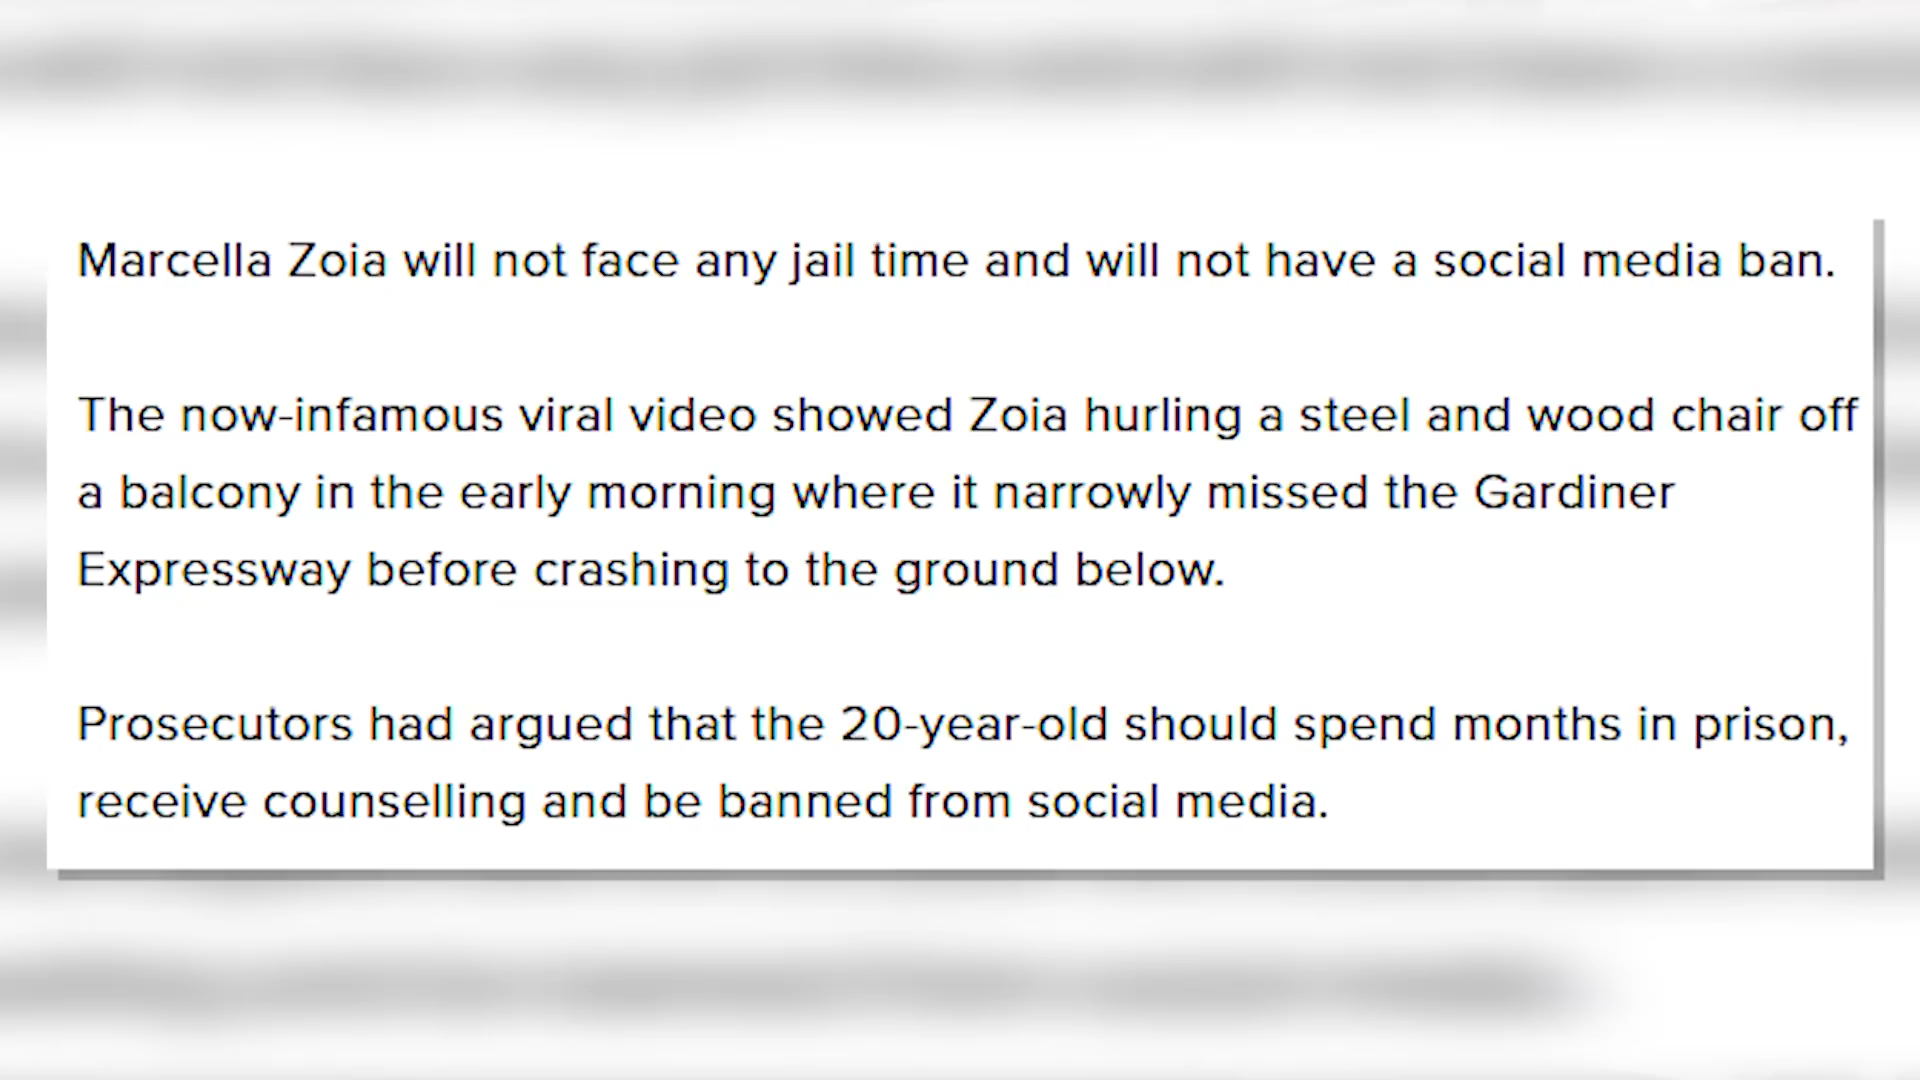 Marcella Zoia will not face any jail time and will not have a social media ban.
The now-infamous viral video showed Zoia hurling a steel and wood chair off
a balcony in the early morning where it narrowly missed the Gardiner
Expressway before crashing to the ground below.
Prosecutors had argued that the 20-year-old should spend months in prison,
receive counselling and be banned from social media.